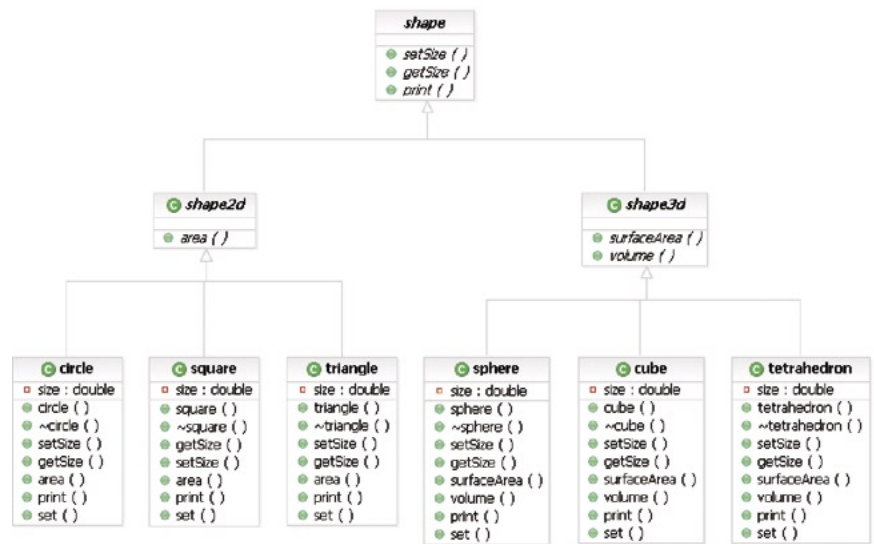 shape
setSize ( )
getSize ( )
print ( )
shape2d
area ( )
shape3d
surfaceArea ( )
volume ( )
circle
size : double
circle ( )
~circle ( )
setSize ( )
getSize ( )
area ( )
print ( )
set ( )
square
size : double
square ( )
~square ( )
getSize ( )
setSize ( )
area ( )
print ( )
set ( )
triangle
size : double
triangle ( )
~triangle ( )
setSize ( )
getSize ( )
area ( )
print ( )
set ( )
sphere
size : double
sphere ( )
~sphere ( )
setSize ( )
getSize ( )
surfaceArea ( )
volume ( )
print ( )
set ( )
cube
size : double
cube ( )
~cube ( )
setSize ( )
getSize ( )
surfaceArea ( )
volume ( )
print ( )
set ( )
tetrahedron
size : double
tetrahedron ( )
~tetrahedron ( )
setSize ( )
getSize ( )
surfaceArea ( )
volume ( )
print ( )
set ( )